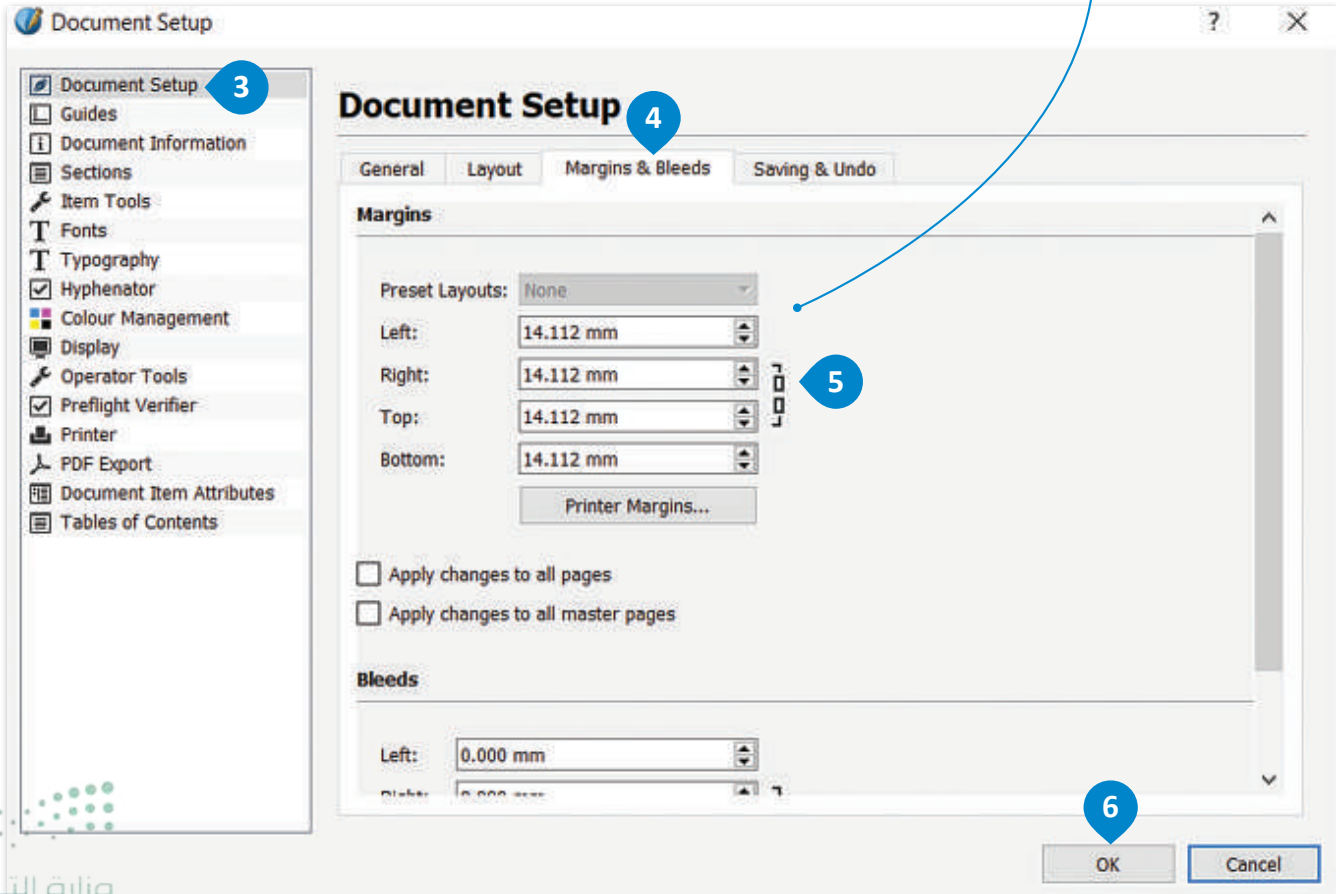 Document Setup
?
Document Setup 3
Guides
Document Information
Sections
Item Tools
Fonts
Typography
Hyphenator
Colour Management
Display
Operator Tools
Preflight Verifier
Printer
PDF Export
Document Item Attributes
Tables of Contents
Document Setup
4
General Layout Margins & Bleeds Saving & Undo
Margins
Preset Layouts: None
Left: 14.112 mm
Right: 14.112 mm
5
Top: 14.112 mm
Bottom: 14.112 mm
Printer Margins...
Apply changes to all pages
Apply changes to all master pages
Bleeds
Left: 0.000 mm
6
OK Cancel